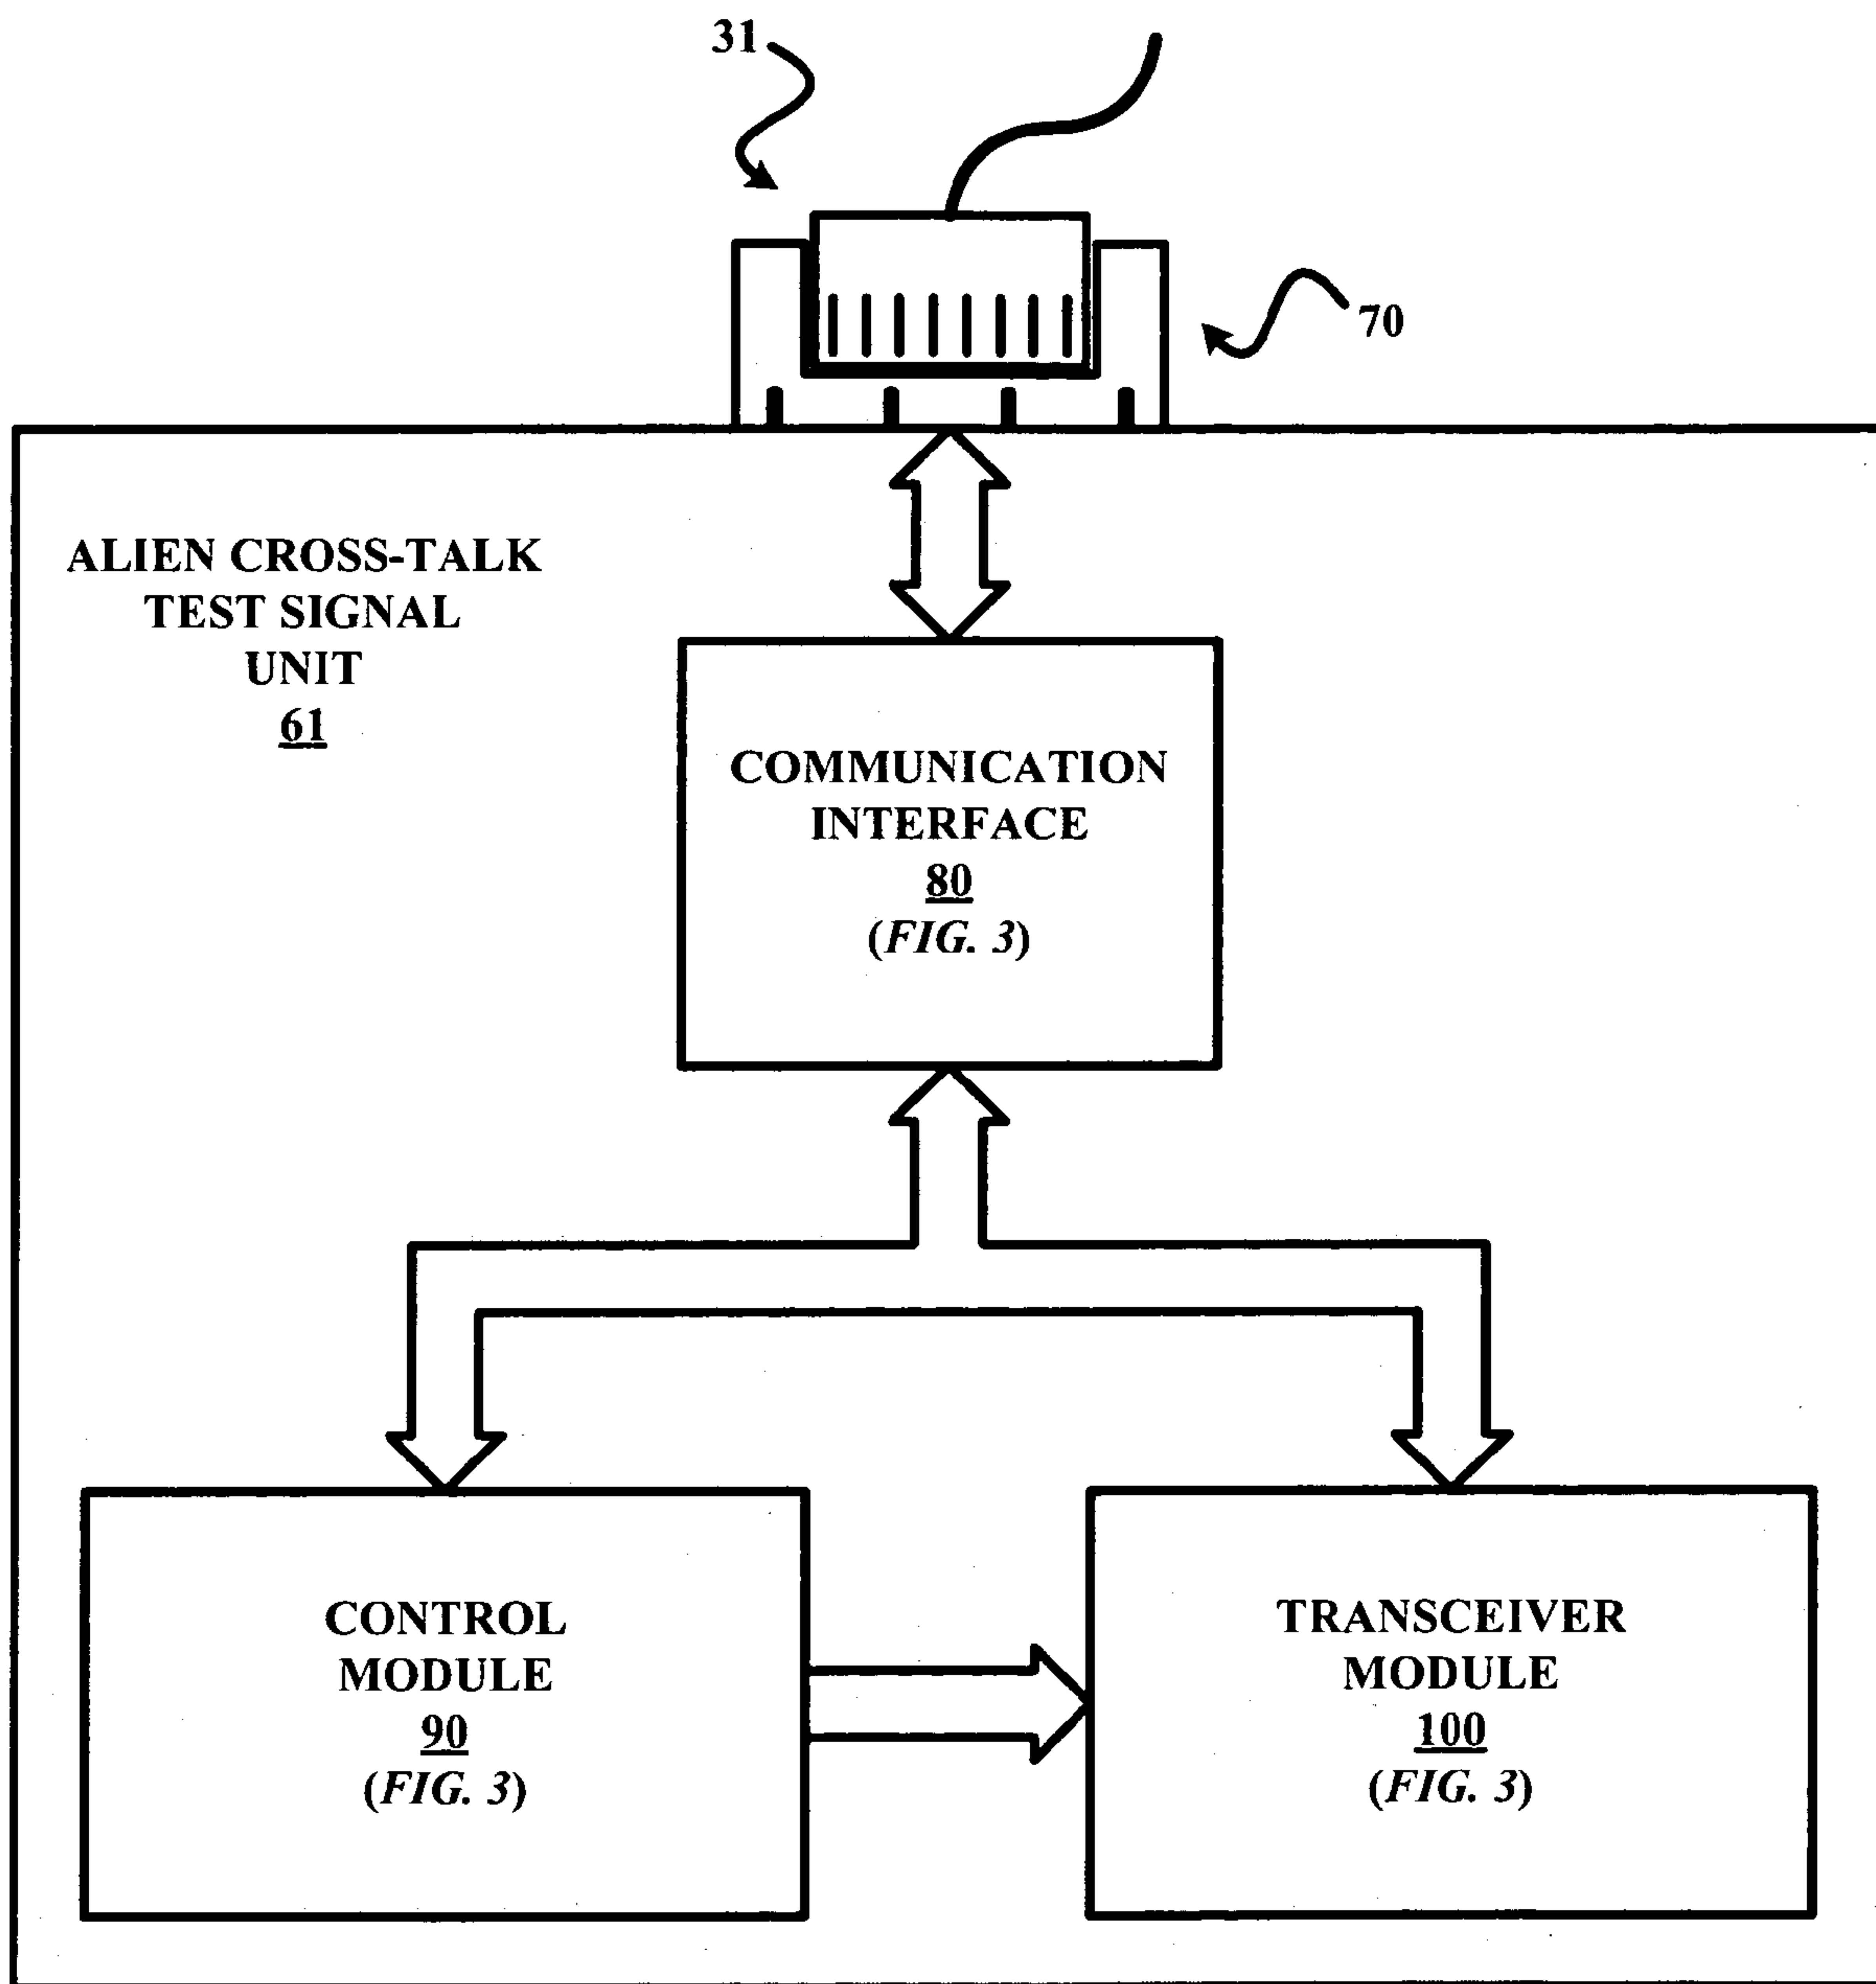 31
70
ALIEN CROSS-TALK
TEST SIGNAL
UNIT
61
COMMUNICATION
INTERFACE
80
(FIG. 3)
CONTROL
MODULE
90
(FIG. 3)
TRANSCEIVER
MODULE
100
(FIG. 3)